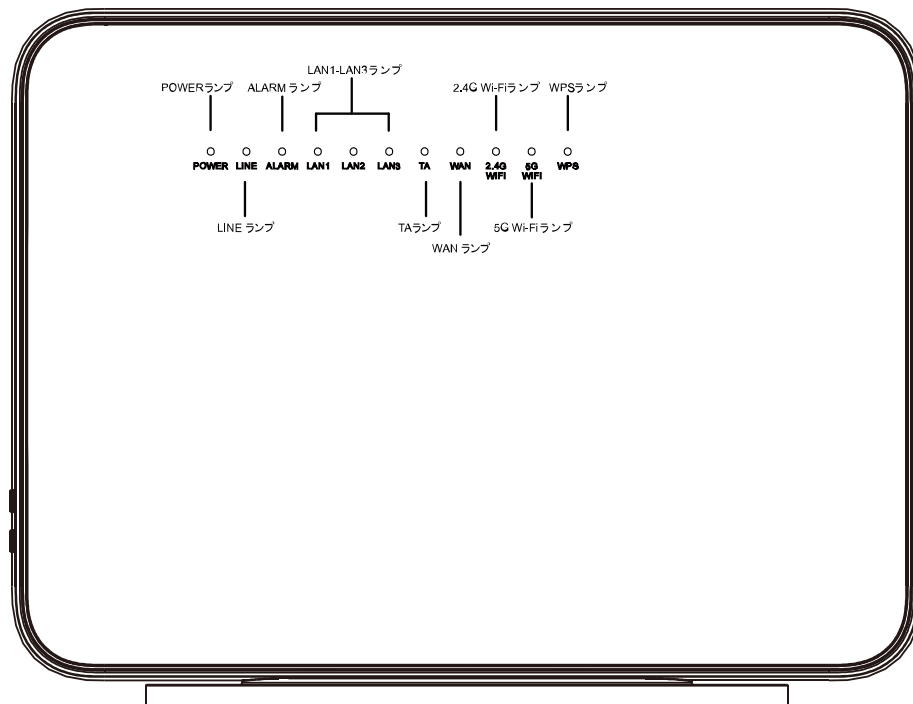 LAN1-LAN3ランプ
POWERランプ ALARM ランプ 2.4G Wi-Fiランプ WPSランプ
POWER LINE ALARM LAN1 LAN2 LAN3 TA WAN 2.4G WIFI 5G WIFI WPS
LINE ランプ TAランプ 5G Wi-Fi ランプ
WAN ランプ